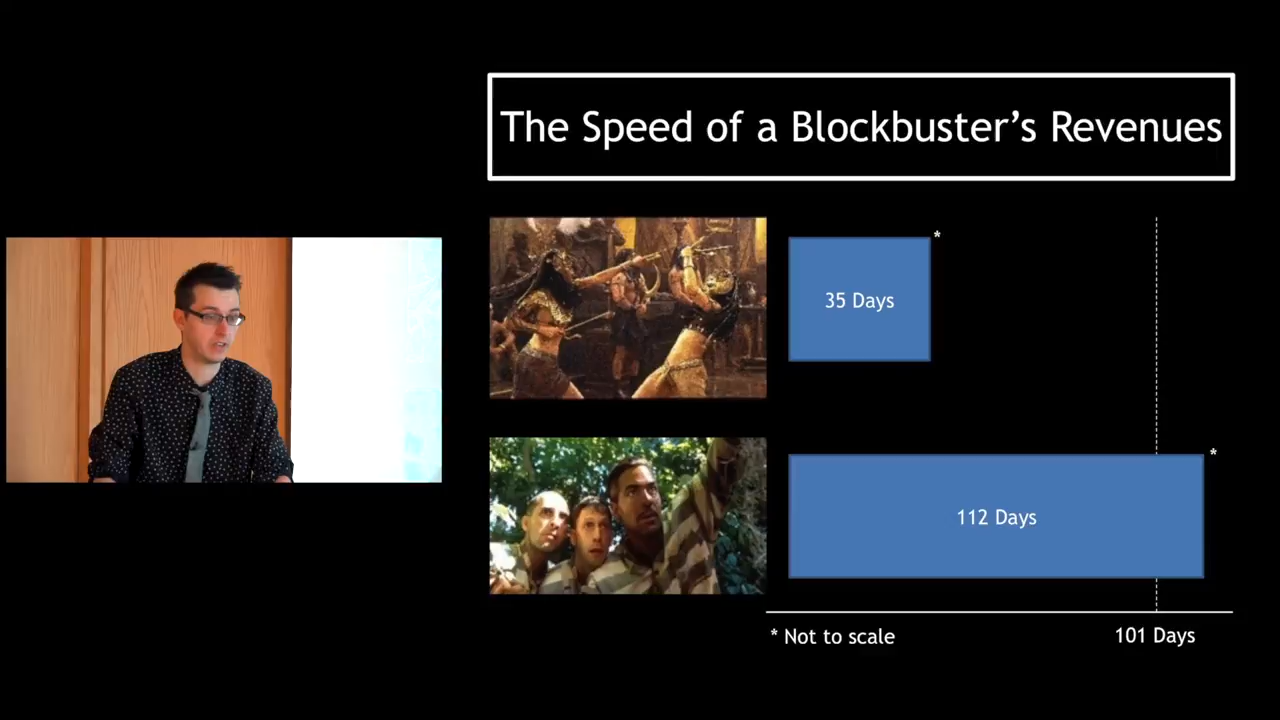 The Speed of a Blockbuster's Revenues
*
35 Days
*
112 Days
* Not to scale
101 Days